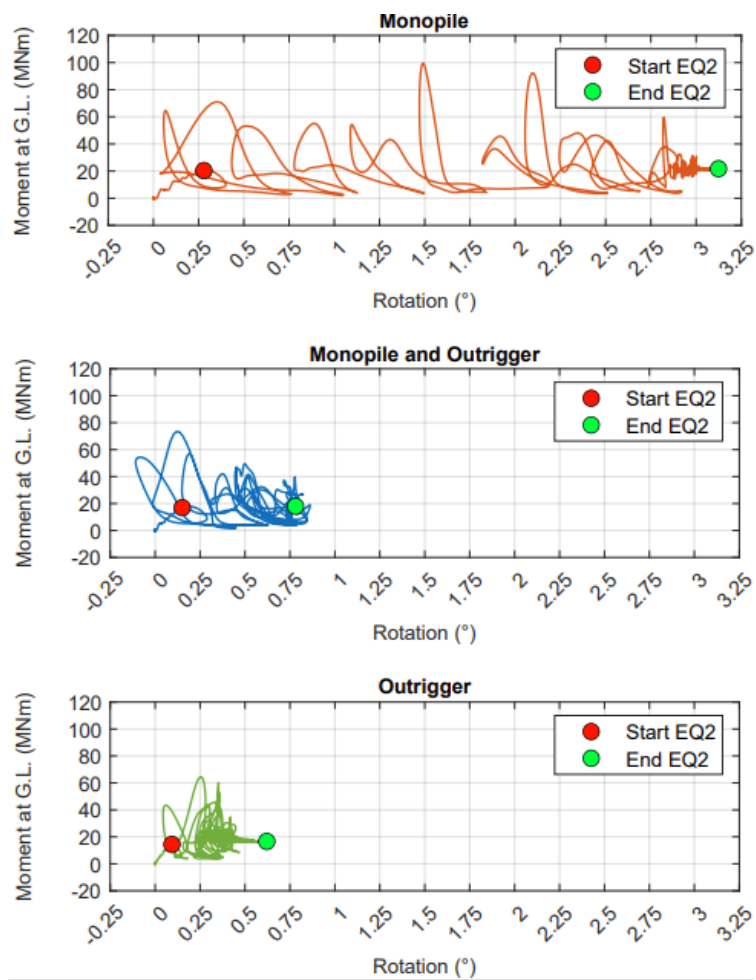 Monopile
Moment at G.L. (MNm)
120
100
80
60
40
20
0
-20
Start EQ2
End EQ2
-0.25 0 0.25 0.5 0.75 1 1.25 1.5 1.75 2 2.25 2.5 2.75 3 3.25
Rotation (°)
Monopile and Outrigger
Moment at G.L. (MNm)
120
100
80
60
40
20
0
-20
Start EQ2
End EQ2
-0.25 0 0.25 0.5 0.75 1 1.25 1.5 1.75 2 2.25 2.5 2.75 3 3.25
Rotation (°)
Outrigger
Moment at G.L. (MNm)
120
100
80
60
40
20
0
-20
Start EQ2
End EQ2
-0.25 0 0.25 0.5 0.75 1 1.25 1.5 1.75 2 2.25 2.5 2.75 3 3.25
Rotation (°)